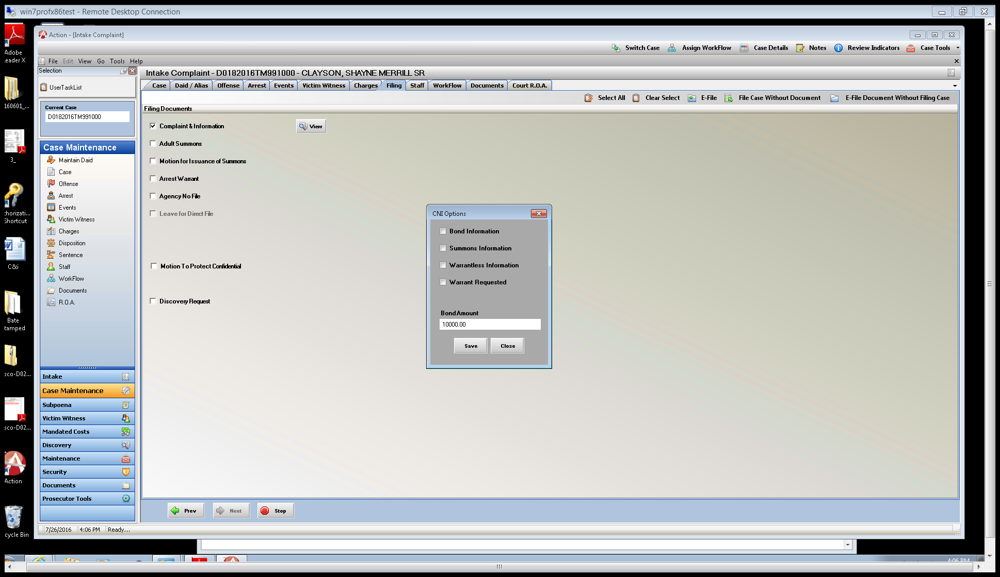 win7profx86test - Remote Desktop Connection
Adobe
eader X
160601_...
3_
thorizati...
Shortcut
C&i
Bate
tamped
sco-D02...
sco-D02...
Action
cycle Bin
Action - [Intake Complaint]
Switch Case
Assign WorkFlow
Case Details
Notes
Review Indicators
Case Tools
File Edit View Go Tools Help
Selection
UserTaskList
Current Case
D0182016TM991000
Case Maintenance
Maintain Daid
Case
Offense
Arrest
Events
Victim Witness
Charges
Disposition
Sentence
Staff
WorkFlow
Documents
R.O.A.
Intake
Case Maintenance
Subpoena
Victim Witness
Mandated Costs
Discovery
Maintenance
Security
Documents
Prosecutor Tools
Intake Complaint - D0182016TM991000 - CLAYSON, SHAYNE MERRILL SR
Case Daid / Alias Offense Arrest Events Victim Witness Charges Filing Staff WorkFlow Documents Court R.O.A.
Select All Clear Select E-File File Case Without Document E-File Document Without Filing Case
Filing Documents
Complaint & Information
View
Adult Summons
Motion for Issuance of Summons
Arrest Warrant
Agency No File
Leave for Direct File
Motion To Protect Confidential
Discovery Request
CNI Options
Bond Information
Summons Information
Warrantless Information
Warrant Requested
Bond Amount
10000.00
Save Close
Prev Next Stop
7/26/2016 4:06 PM Ready...
4:06 PM